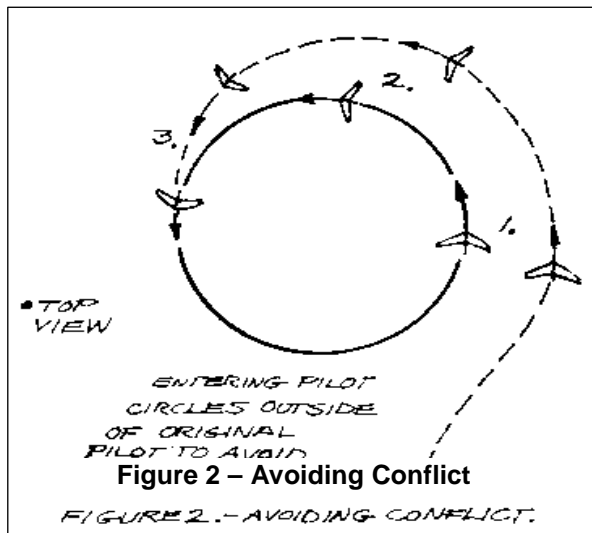 2.
3.
1.
•TOP
VIEW
ENTERING PILOT
CIRCLES OUTSIDE
OF ORIGINAL
PILOT TO AVOID
Figure 2 – Avoiding Conflict
FIGURE 2.-AVOIDING CONFLICT.